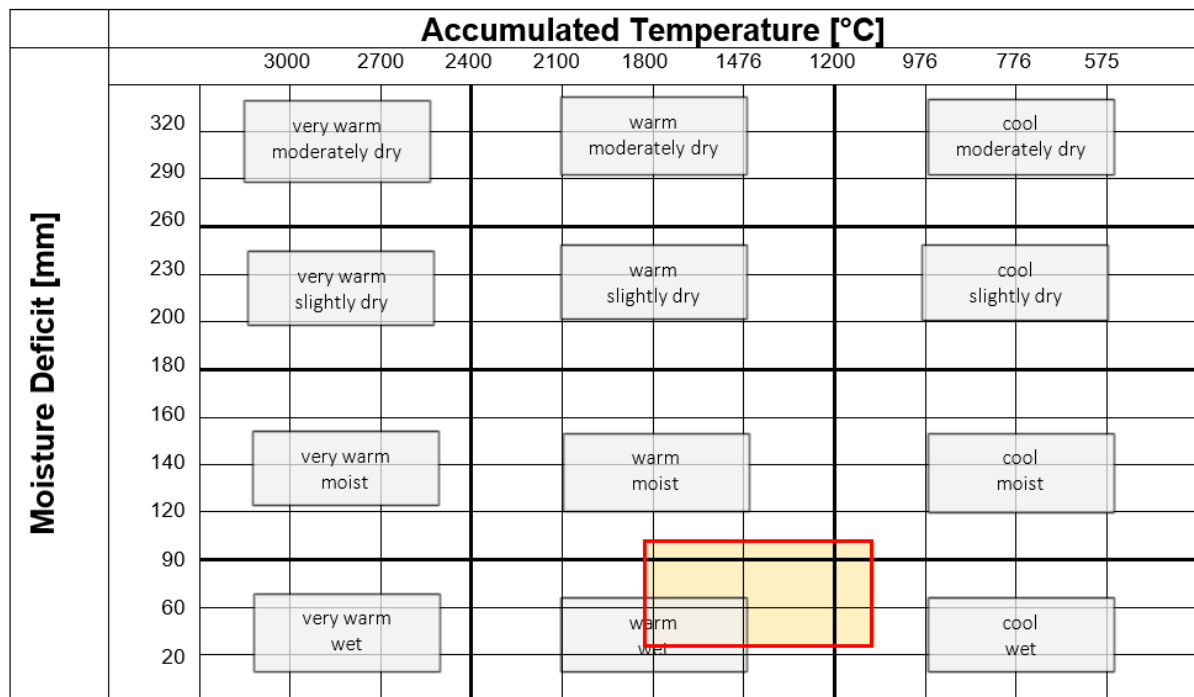 Accumulated Temperature [°C]
3000 2700 2400 2100 1800 1476 1200 976 776 575
Moisture Deficit [mm]
320
very warm
moderately dry
warm
moderately dry
cool
moderately dry
290
260
230
very warm
slightly dry
warm
slightly dry
cool
slightly dry
200
180
160
140
very warm
moist
warm
moist
cool
moist
120
90
60
very warm
wet
warm
wet
cool
wet
20